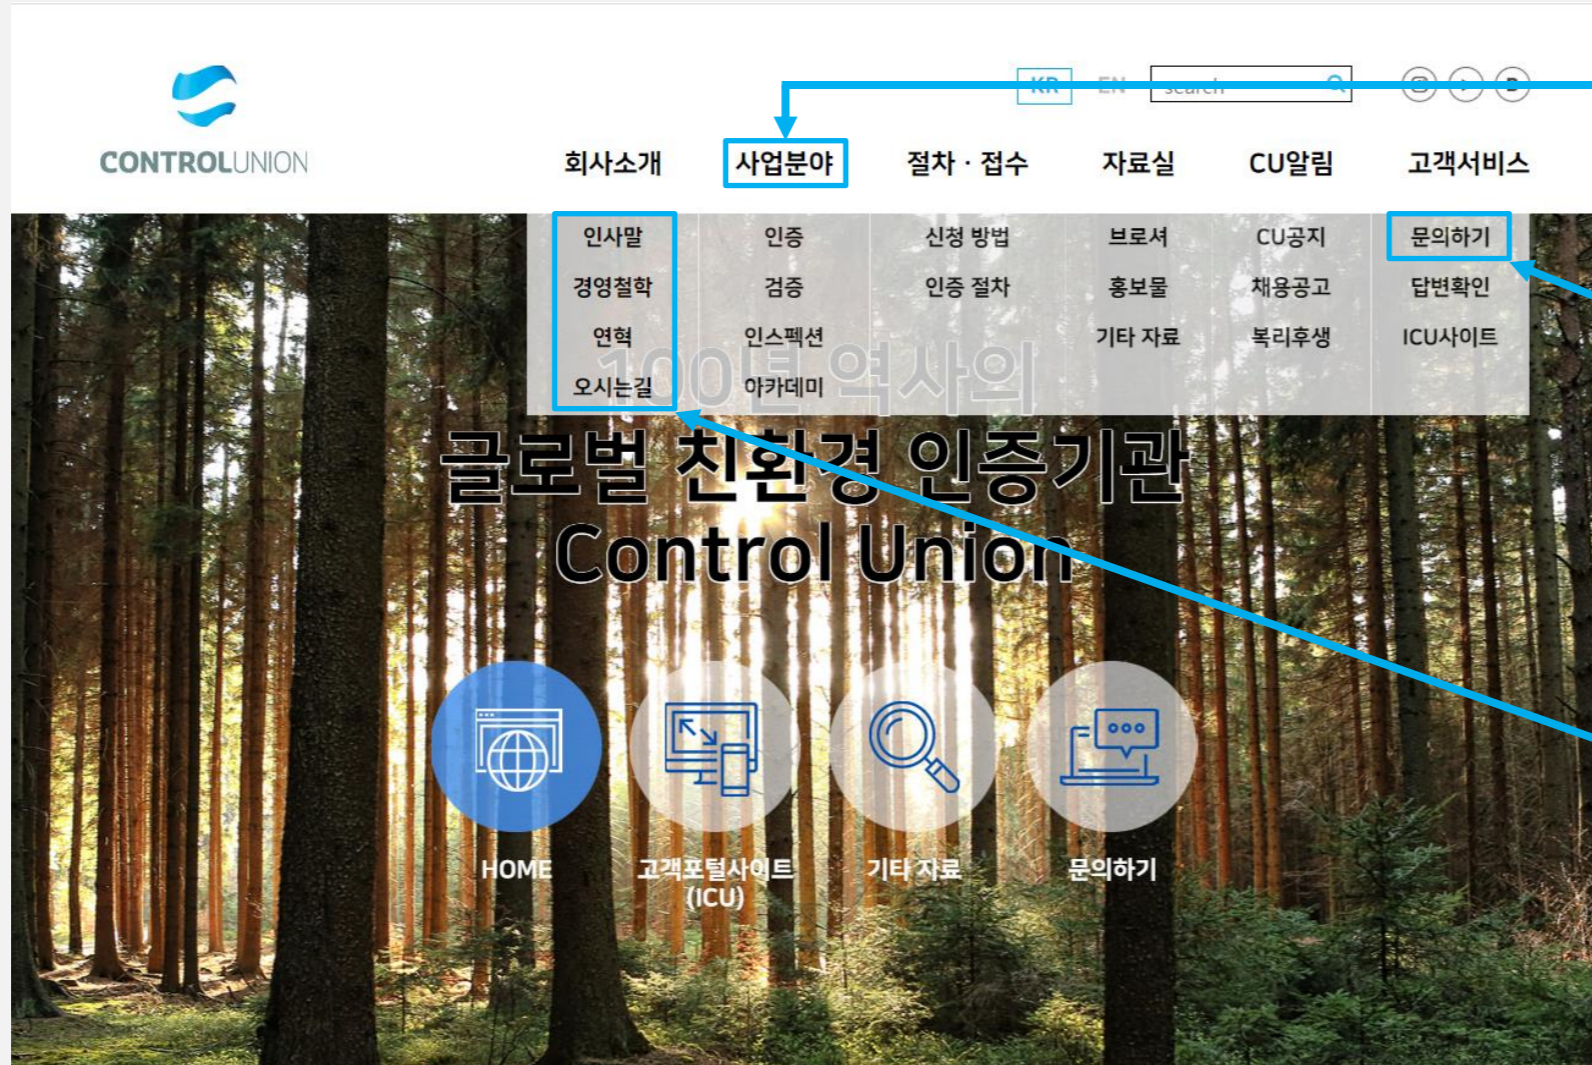 KR EN search
CONTROLUNION
회사소개 사업분야 절차 · 접수 자료실 CU알림 고객서비스
인사말 인증 신청 방법 브로셔 CU공지 문의하기
경영철학 검증 인증 절차 홍보물 채용공고 답변확인
연혁 인스펙션 기타 자료 복리후생 ICU사이트
오시는길 아카데미
100년 역사의
글로벌 친환경 인증기관
Control Union
HOME 고객포털사이트 기타 자료 문의하기
(ICU)